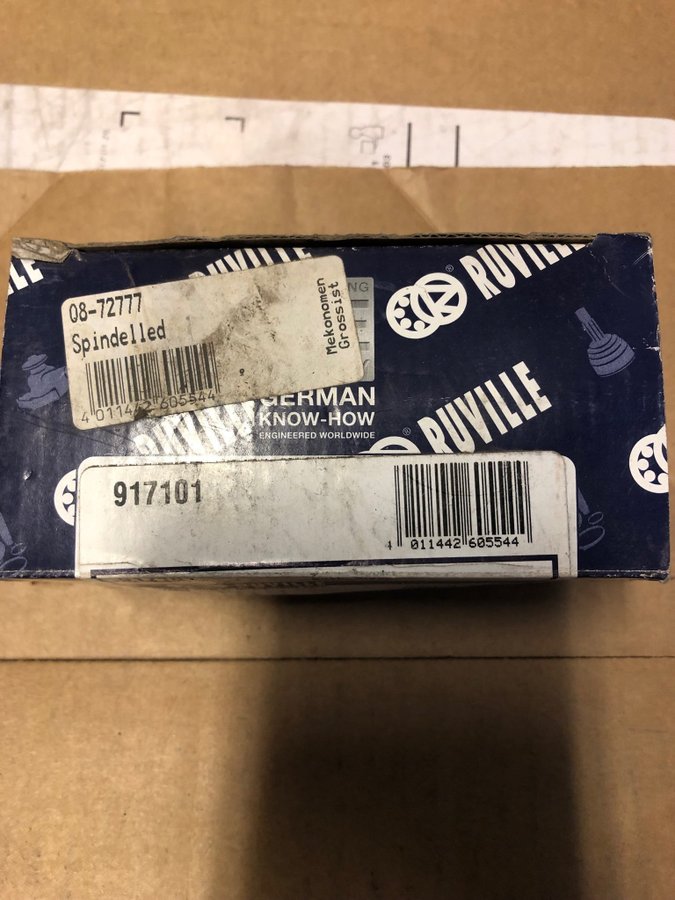 RUVILLE
08-72777
Spindelled
Mekonomen
Grossist
4 011442 605544
GERMAN
KNOW-HOW
ENGINEERED WORLDWIDE
RUVILLE
RUVILLE
917101
4 011442 605544